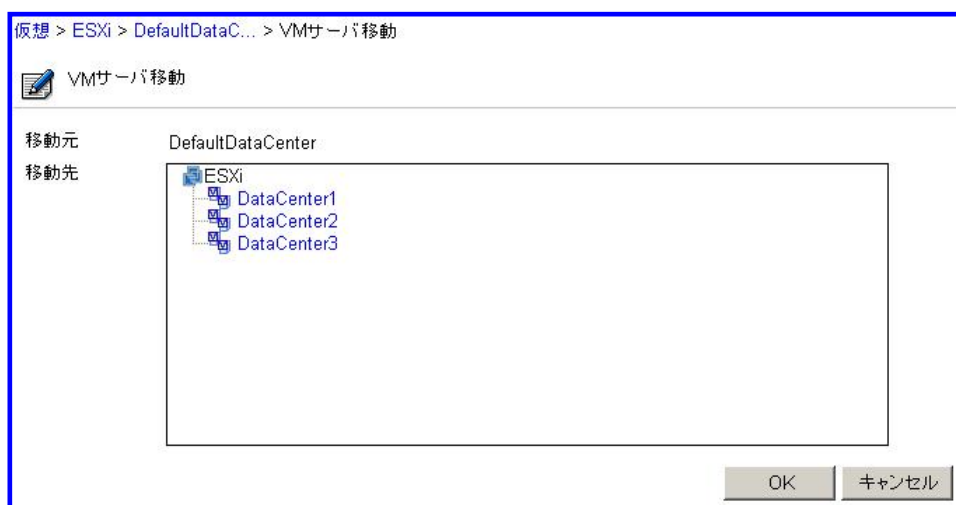 仮想 > ESXi > DefaultDataC... > VMサーバ移動
VMサーバ移動
移動元 DefaultDataCenter
移動先
ESXi
DataCenter1
DataCenter2
DataCenter3
OK キャンセル